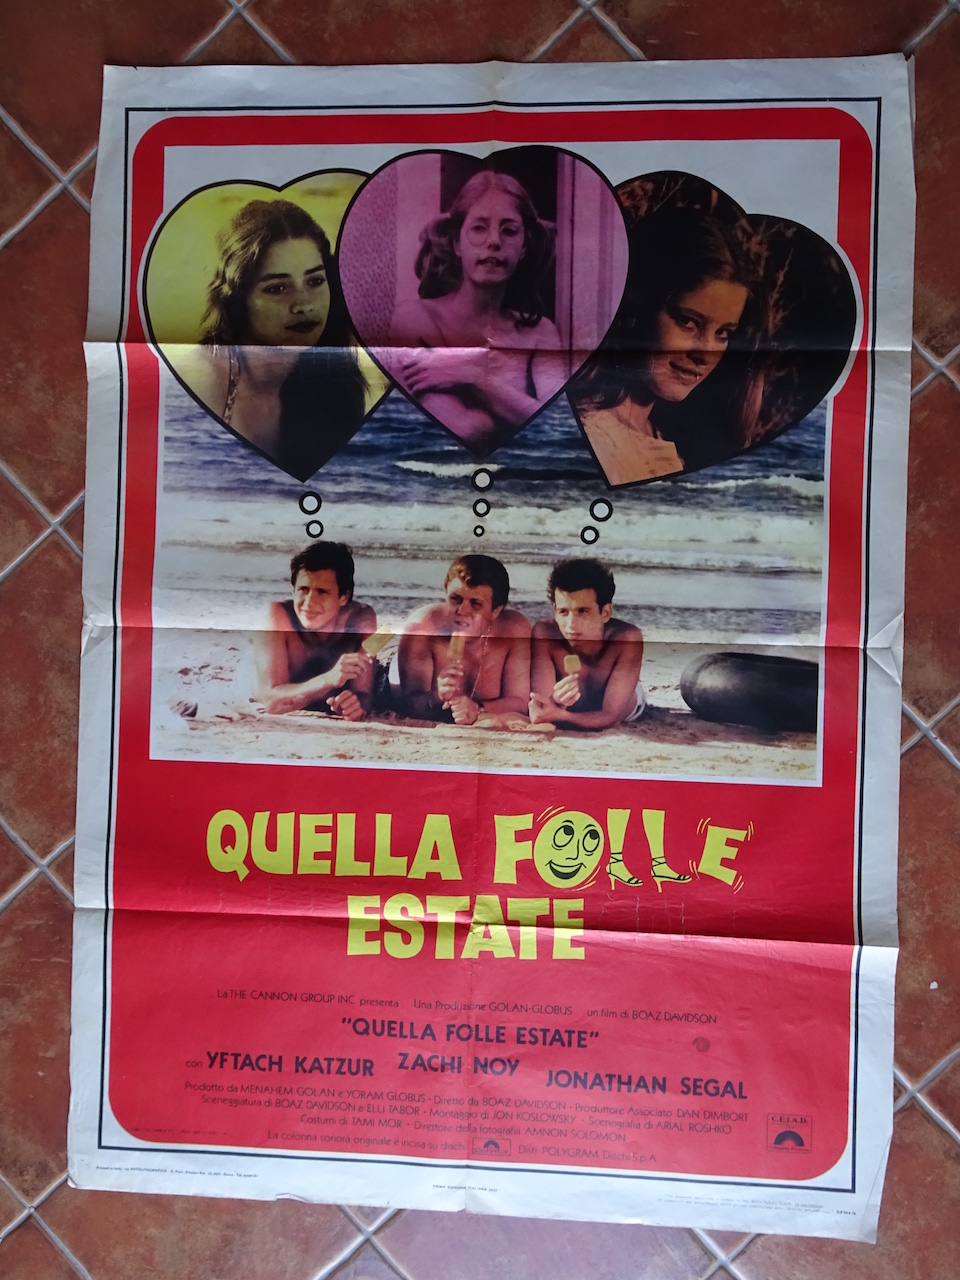 QUELLA FOLLE
ESTATE
La THE CANNON GROUP INC. presenta Una Produzione GOLAN-GLOBUS un film di BOAZ DAVIDSON
"QUELLA FOLLE ESTATE"
con YFTACH KATZUR ZACHI NOY JONATHAN SEGAL
Prodotto da MENAHEM GOLAN e YORAM GLOBUS - Diretto da BOAZ DAVIDSON - Produttore Associato DAN DIMBORT
Sceneggiatura di BOAZ DAVIDSON e ELLI TABOR - Montaggio di JON KOSLOWSKY - Scenografia di ARIAL ROSHKO
Costumi di TAMI MOR - Direttore della fotografia AMNON SOLOMON
La colonna sonora originale è incisa su dischi Distr. POLYGRAM Dischi S.p.A.
C.E.I.A.D.
PRIMA EDIZIONE ITALIANA